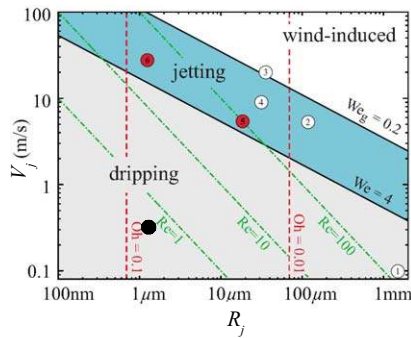 100
wind-induced
6
3
jetting
10
4
2
5
We_g = 0.2
V_j (m/s)
dripping
We = 4
1
Oh = 0.1
Re=1
Re=10
Oh = 0.01
Re=100
1
0.1
100nm
1μm
10μm
100μm
1mm
R_j